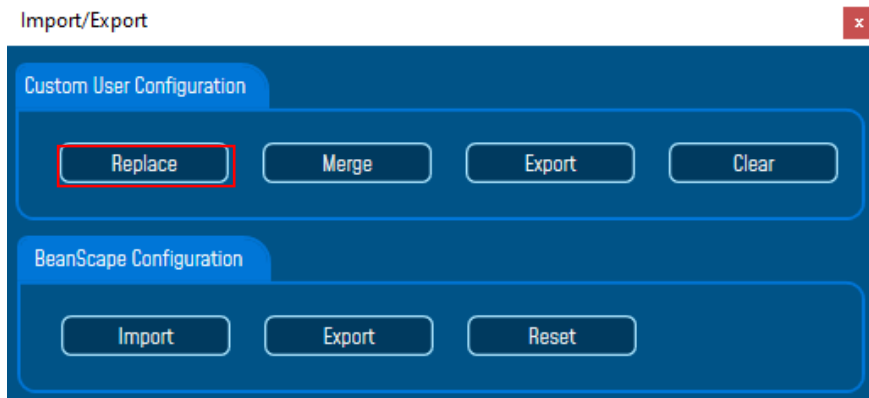 Import/Export
x
Custom User Configuration
Replace Merge Export Clear
BeanScape Configuration
Import Export Reset